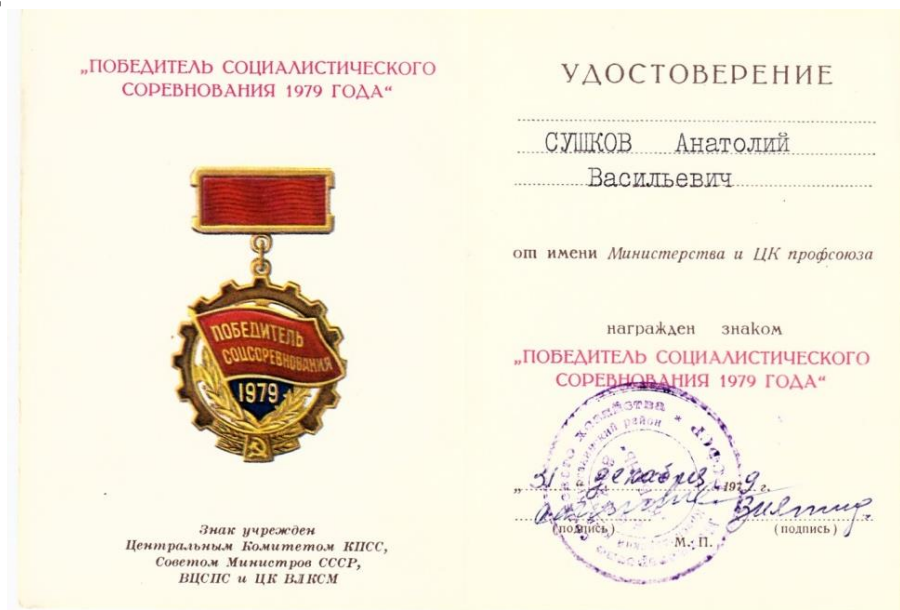 „ПОБЕДИТЕЛЬ СОЦИАЛИСТИЧЕСКОГО
СОРЕВНОВАНИЯ 1979 ГОДА“
ПОБЕДИТЕЛЬ
СОЦСОРЕВНОВАНИЯ
1979
Знак учрежден
Центральным Комитетом КПСС,
Советом Министров СССР,
ВЦСПС и ЦК ВЛКСМ
УДОСТОВЕРЕНИЕ
СУШКОВ Анатолий
Васильевич
от имени Министерства и ЦК профсоюза
награжден знаком
„ПОБЕДИТЕЛЬ СОЦИАЛИСТИЧЕСКОГО
СОРЕВНОВАНИЯ 1979 ГОДА“
хозяйства
район
„31 декабря 1979 г.
(подпись) (подпись)
М. П.